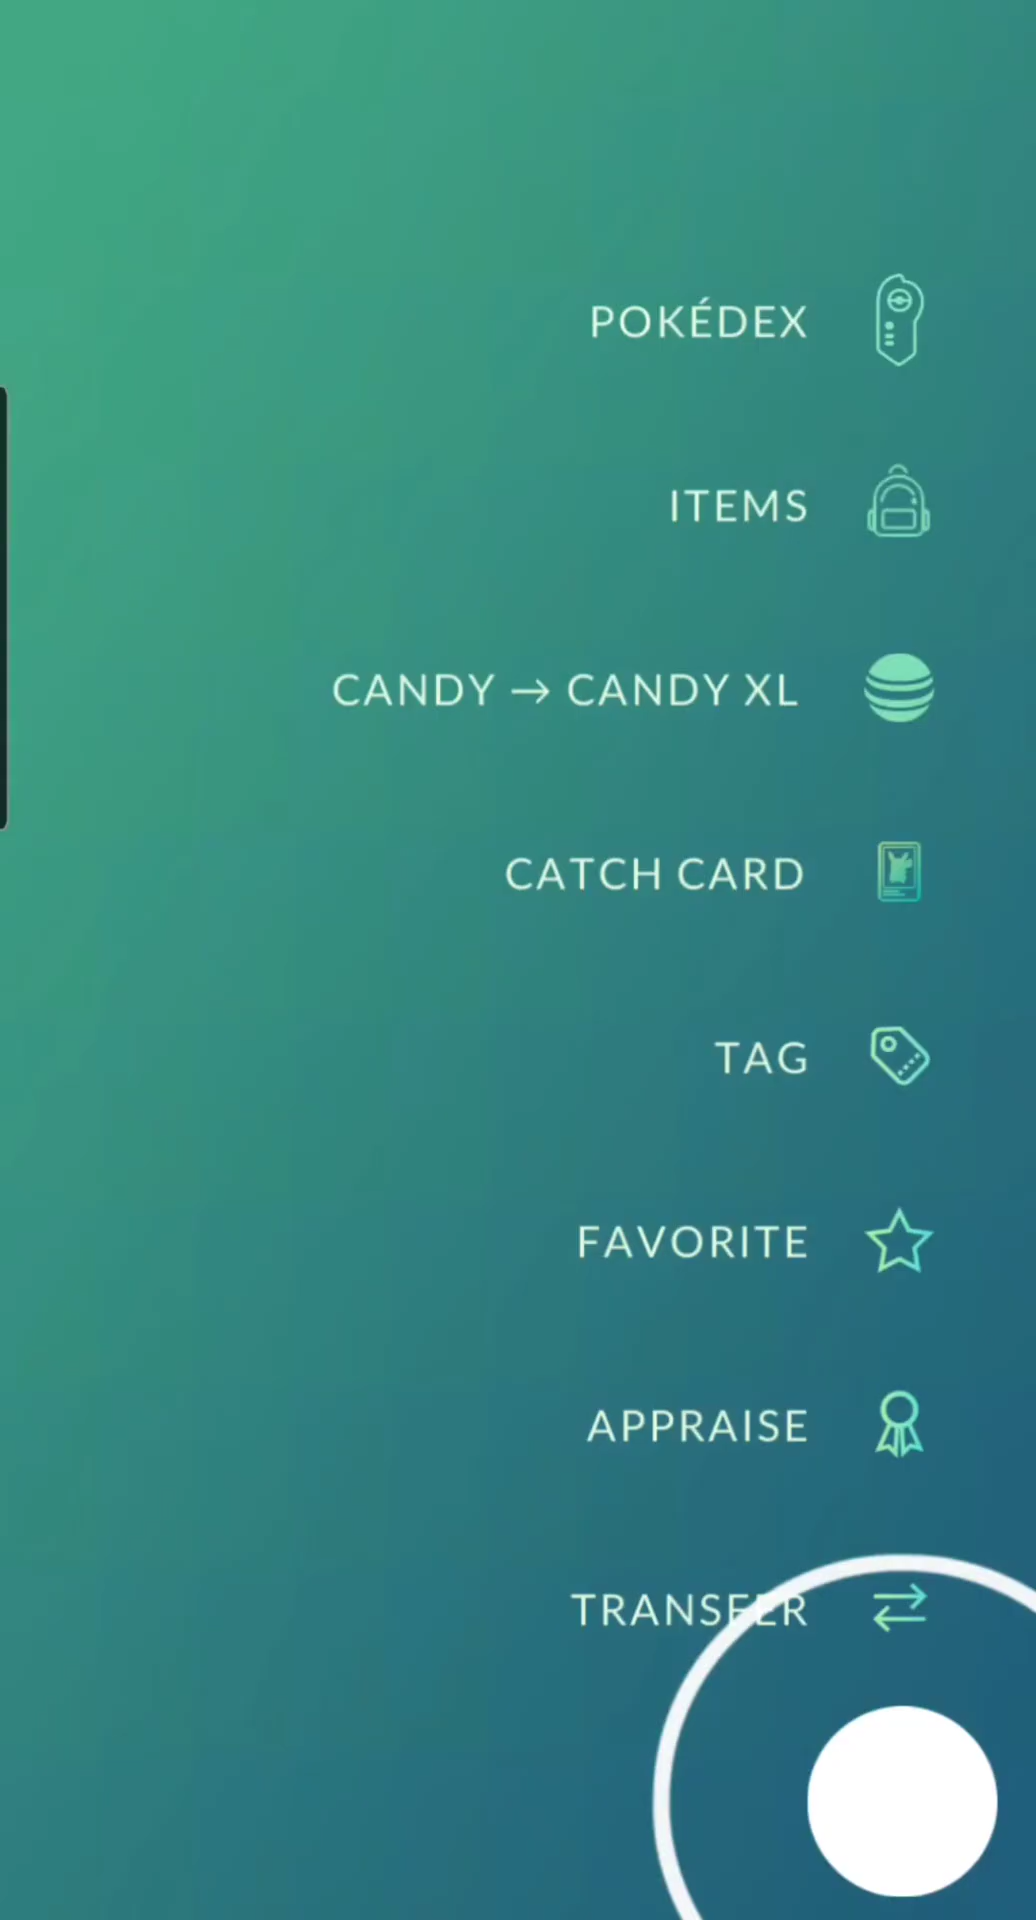 POKÉDEX
ITEMS
CANDY → CANDY XL
CATCH CARD
TAG
FAVORITE
APPRAISE
TRANSFER